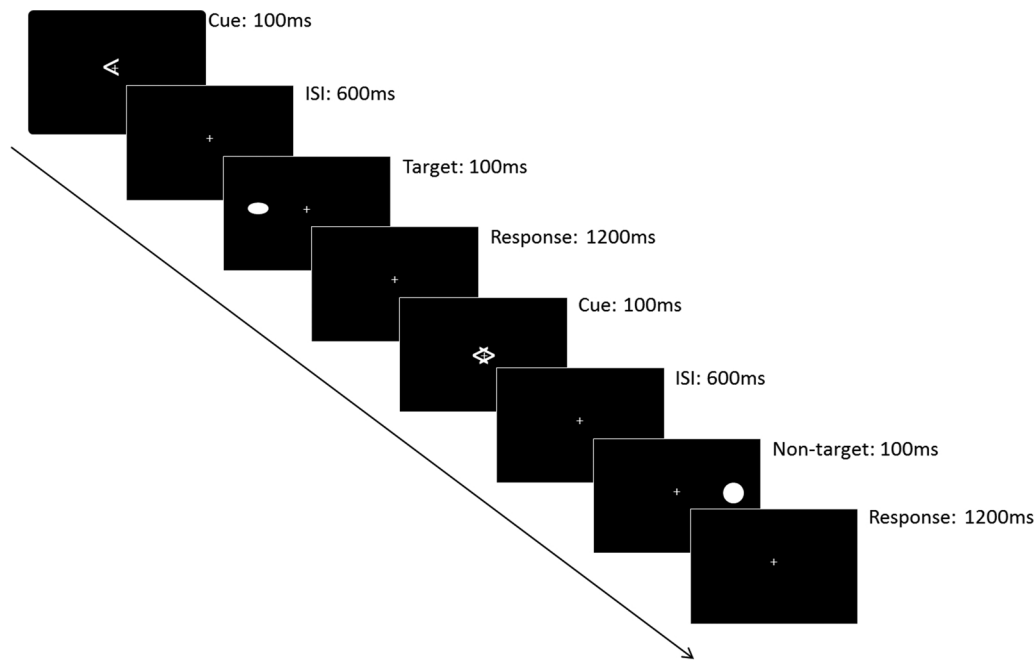 Cue: 100ms
ISI: 600ms
Target: 100ms
Response: 1200ms
Cue: 100ms
ISI: 600ms
Non-target: 100ms
Response: 1200ms